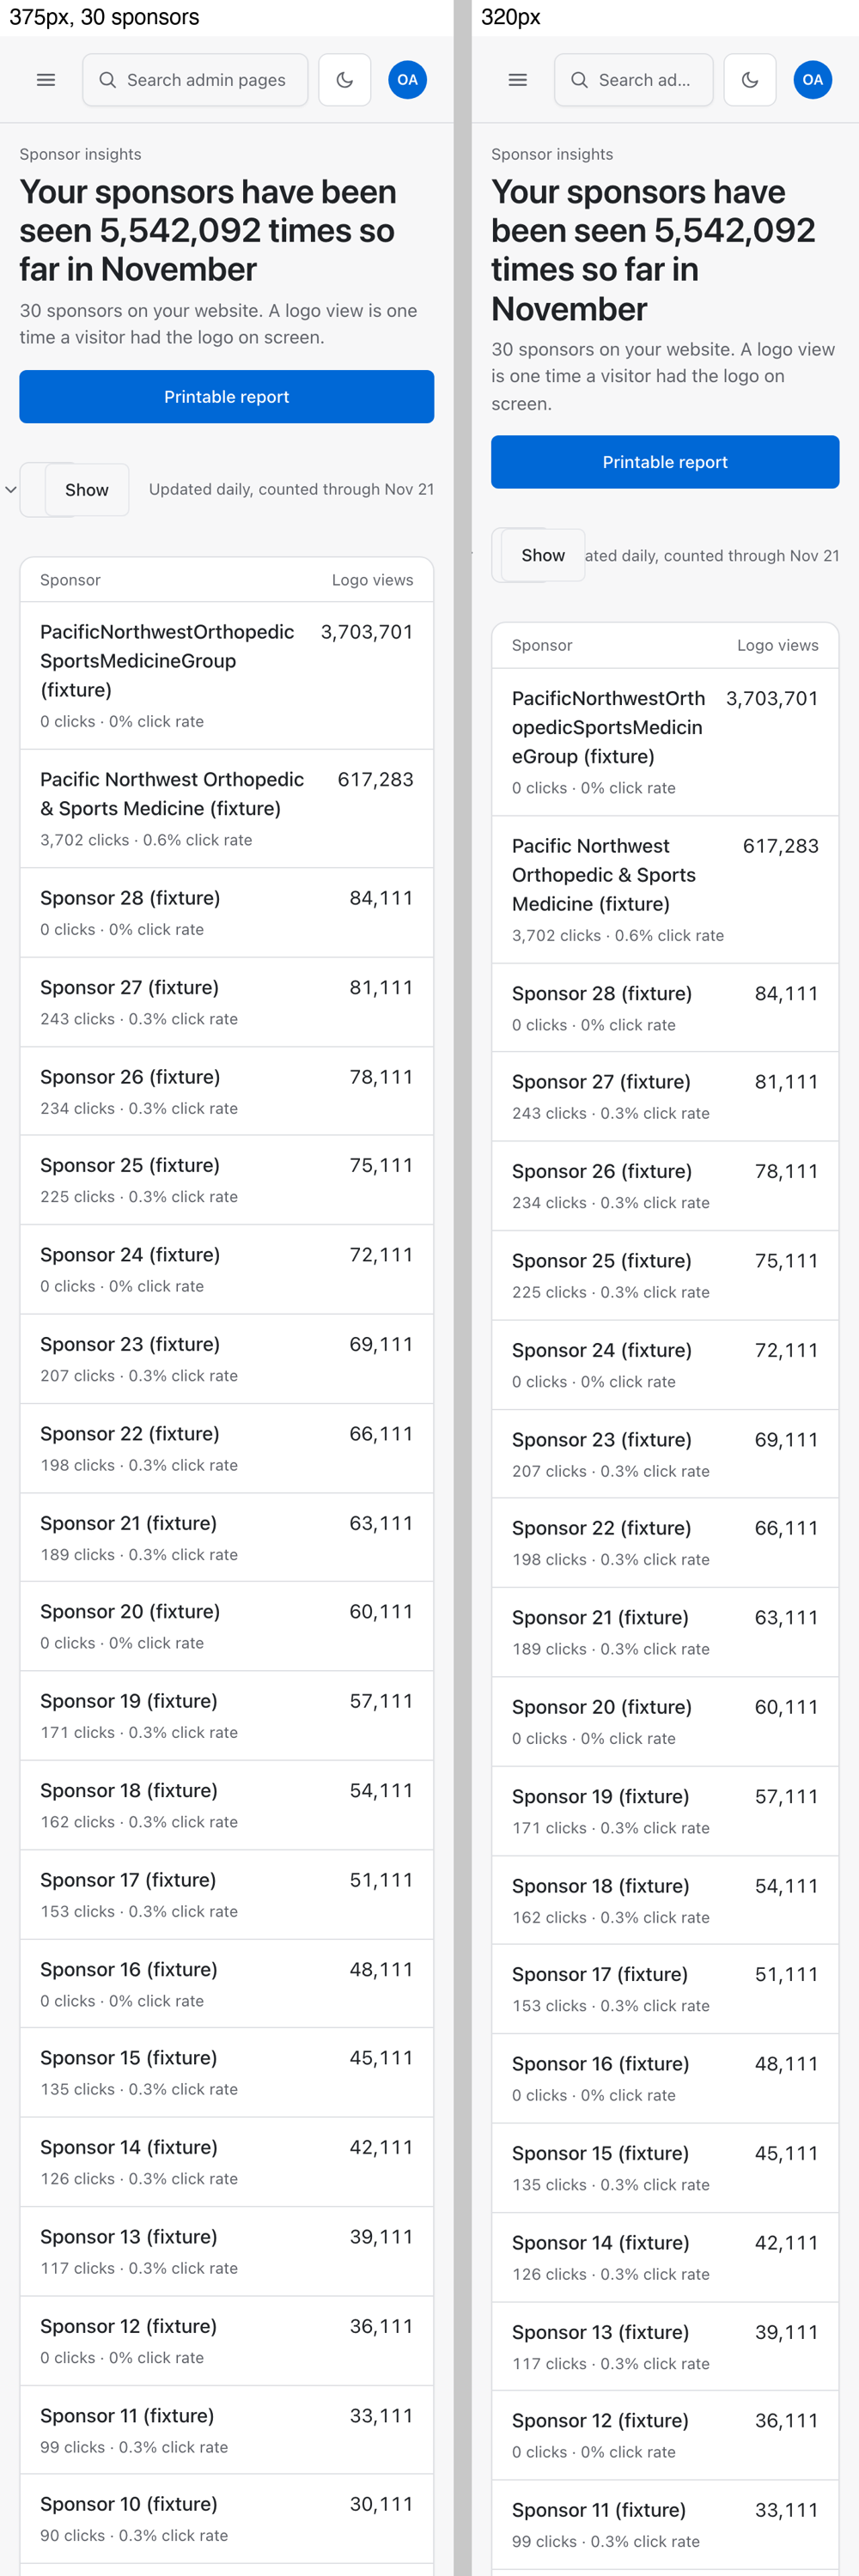 375px, 30 sponsors
Search admin pages
OA
Sponsor insights
Your sponsors have been
seen 5,542,092 times so
far in November
30 sponsors on your website. A logo view is one
time a visitor had the logo on screen.
Printable report
Show
Updated daily, counted through Nov 21
Sponsor Logo views
PacificNorthwestOrthopedic 3,703,701
SportsMedicineGroup
(fixture)
0 clicks · 0% click rate
Pacific Northwest Orthopedic 617,283
& Sports Medicine (fixture)
3,702 clicks · 0.6% click rate
Sponsor 28 (fixture) 84,111
0 clicks · 0% click rate
Sponsor 27 (fixture) 81,111
243 clicks · 0.3% click rate
Sponsor 26 (fixture) 78,111
234 clicks · 0.3% click rate
Sponsor 25 (fixture) 75,111
225 clicks · 0.3% click rate
Sponsor 24 (fixture) 72,111
0 clicks · 0% click rate
Sponsor 23 (fixture) 69,111
207 clicks · 0.3% click rate
Sponsor 22 (fixture) 66,111
198 clicks · 0.3% click rate
Sponsor 21 (fixture) 63,111
189 clicks · 0.3% click rate
Sponsor 20 (fixture) 60,111
0 clicks · 0% click rate
Sponsor 19 (fixture) 57,111
171 clicks · 0.3% click rate
Sponsor 18 (fixture) 54,111
162 clicks · 0.3% click rate
Sponsor 17 (fixture) 51,111
153 clicks · 0.3% click rate
Sponsor 16 (fixture) 48,111
0 clicks · 0% click rate
Sponsor 15 (fixture) 45,111
135 clicks · 0.3% click rate
Sponsor 14 (fixture) 42,111
126 clicks · 0.3% click rate
Sponsor 13 (fixture) 39,111
117 clicks · 0.3% click rate
Sponsor 12 (fixture) 36,111
0 clicks · 0% click rate
Sponsor 11 (fixture) 33,111
99 clicks · 0.3% click rate
Sponsor 10 (fixture) 30,111
90 clicks · 0.3% click rate
320px
Search ad...
OA
Sponsor insights
Your sponsors have
been seen 5,542,092
times so far in
November
30 sponsors on your website. A logo view
is one time a visitor had the logo on
screen.
Printable report
Show
ated daily, counted through Nov 21
Sponsor Logo views
PacificNorthwestOrth 3,703,701
opedicSportsMedicin
eGroup (fixture)
0 clicks · 0% click rate
Pacific Northwest 617,283
Orthopedic & Sports
Medicine (fixture)
3,702 clicks · 0.6% click rate
Sponsor 28 (fixture) 84,111
0 clicks · 0% click rate
Sponsor 27 (fixture) 81,111
243 clicks · 0.3% click rate
Sponsor 26 (fixture) 78,111
234 clicks · 0.3% click rate
Sponsor 25 (fixture) 75,111
225 clicks · 0.3% click rate
Sponsor 24 (fixture) 72,111
0 clicks · 0% click rate
Sponsor 23 (fixture) 69,111
207 clicks · 0.3% click rate
Sponsor 22 (fixture) 66,111
198 clicks · 0.3% click rate
Sponsor 21 (fixture) 63,111
189 clicks · 0.3% click rate
Sponsor 20 (fixture) 60,111
0 clicks · 0% click rate
Sponsor 19 (fixture) 57,111
171 clicks · 0.3% click rate
Sponsor 18 (fixture) 54,111
162 clicks · 0.3% click rate
Sponsor 17 (fixture) 51,111
153 clicks · 0.3% click rate
Sponsor 16 (fixture) 48,111
0 clicks · 0% click rate
Sponsor 15 (fixture) 45,111
135 clicks · 0.3% click rate
Sponsor 14 (fixture) 42,111
126 clicks · 0.3% click rate
Sponsor 13 (fixture) 39,111
117 clicks · 0.3% click rate
Sponsor 12 (fixture) 36,111
0 clicks · 0% click rate
Sponsor 11 (fixture) 33,111
99 clicks · 0.3% click rate